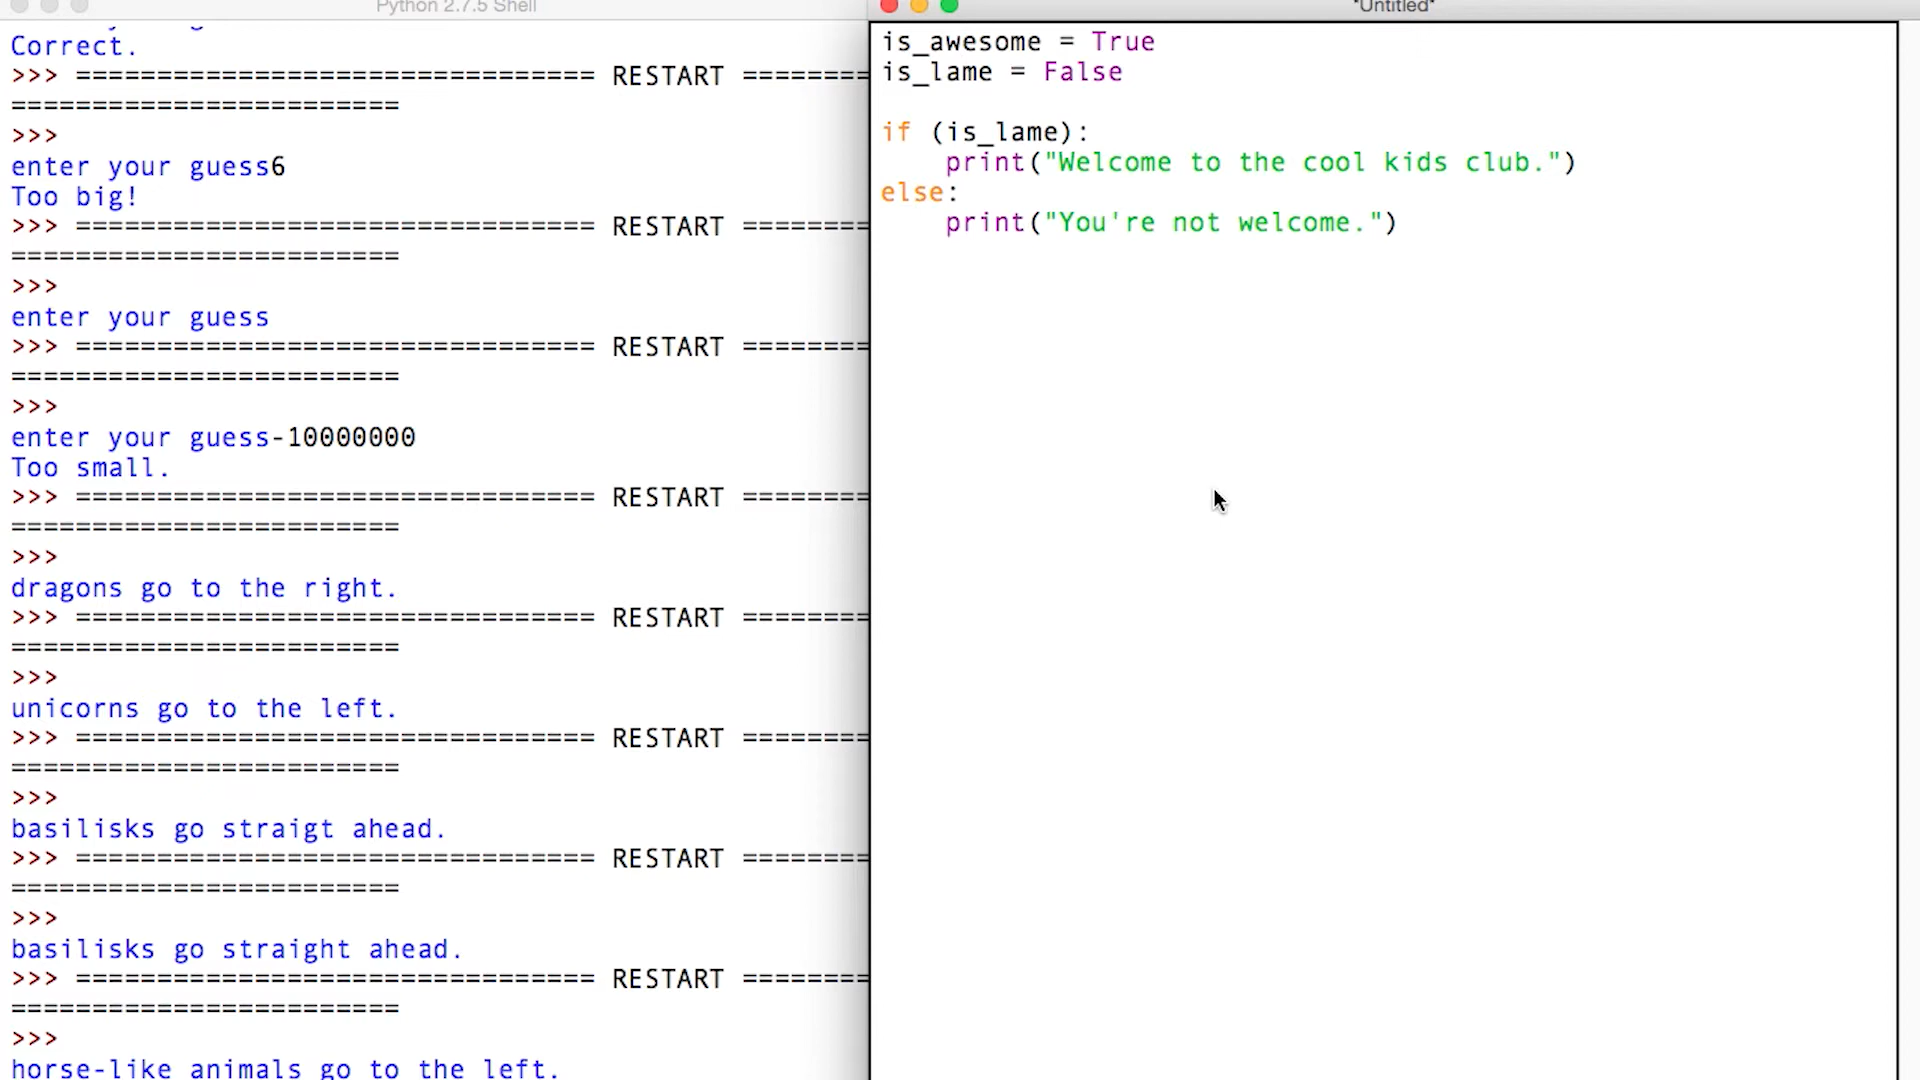 Python 2.7.5 Shell
Correct.
>>> ================================ RESTART ========
========================
>>>
enter your guess6
Too big!
>>> ================================ RESTART ========
========================
>>>
enter your guess
>>> ================================ RESTART ========
========================
>>>
enter your guess-10000000
Too small.
>>> ================================ RESTART ========
========================
>>>
dragons go to the right.
>>> ================================ RESTART ========
========================
>>>
unicorns go to the left.
>>> ================================ RESTART ========
========================
>>>
basilisks go straigt ahead.
>>> ================================ RESTART ========
========================
>>>
basilisks go straight ahead.
>>> ================================ RESTART ========
========================
>>>
horse-like animals go to the left.
*Untitled*
is_awesome = True
is_lame = False
if (is_lame):
    print("Welcome to the cool kids club.")
else:
    print("You're not welcome.")